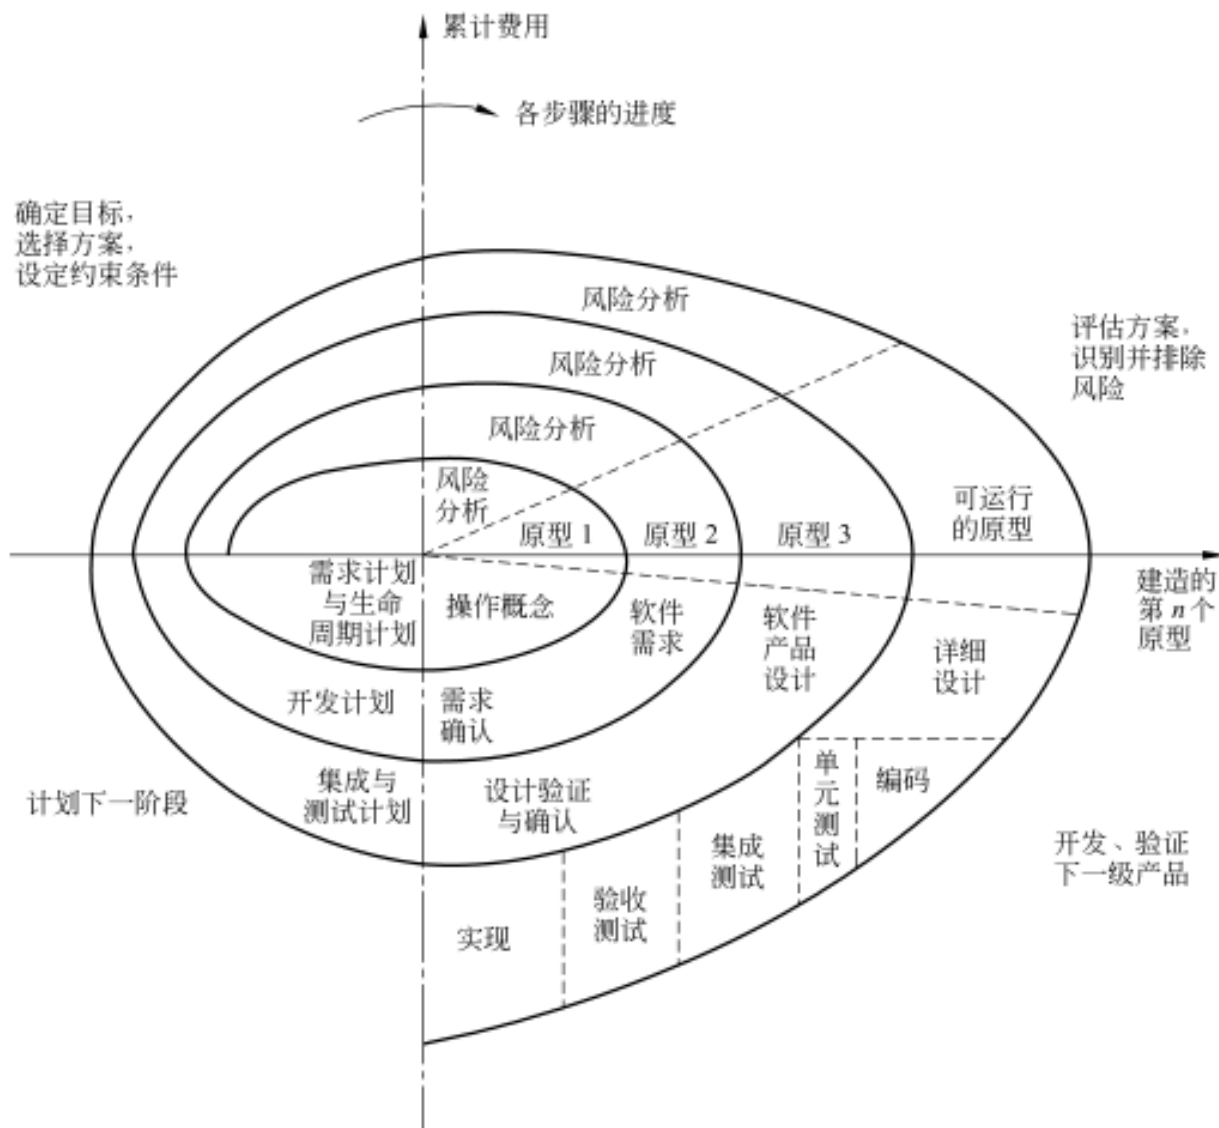 累计费用
各步骤的进度
确定目标,
选择方案,
设定约束条件
风险分析
评估方案,
识别并排除
风险
风险分析
风险分析
风险
分析
可运行
的原型
原型 1
原型 2
原型 3
建造的
第 n 个
原型
需求计划
与生命
周期计划
操作概念
软件
需求
软件
产品
设计
详细
设计
开发计划
需求
确认
计划下一阶段
集成与
测试计划
设计验证
与确认
单
元
测
试
编码
集成
测试
开发、验证
下一级产品
验收
测试
实现